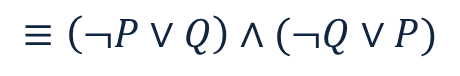 ≡ (¬P ∨ Q) ∧ (¬Q ∨ P)